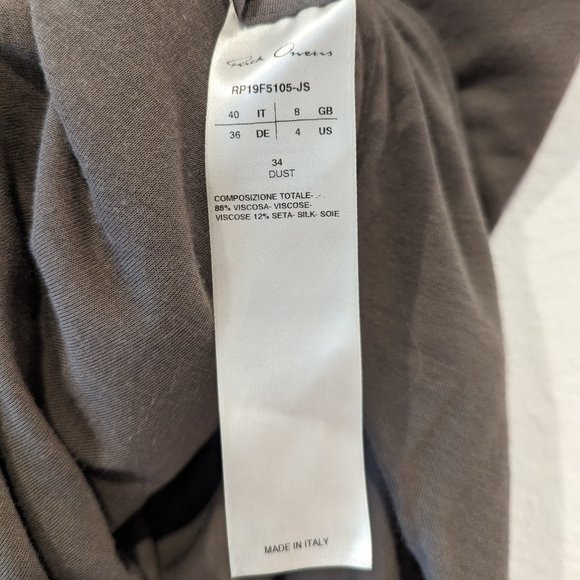 Rick Owens
RP19F5105-JS
40 IT 8 GB
36 DE 4 US
34
DUST
COMPOSIZIONE TOTALE- .-
88% VISCOSA- VISCOSE-
VISCOSE 12% SETA- SILK- SOIE
MADE IN ITALY